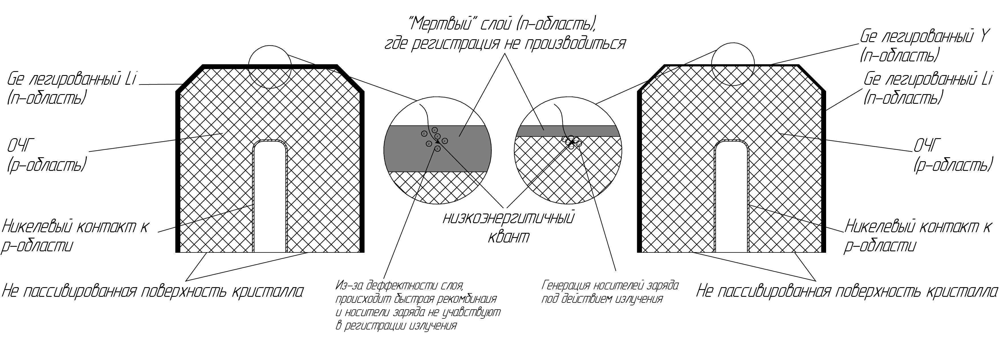 "Мертвый" слой (n-область),
где регистрация не производиться
Ge легированный Li
(n-область)
ОЧГ
(p-область)
Никелевый контакт к
p-области
Не пассивированная поверхность кристалла
Ge легированный Y
(n-область)
Ge легированный Li
(n-область)
ОЧГ
(p-область)
Никелевый контакт к
p-области
Не пассивированная поверхность кристалла
низкоэнергитичный
квант
Из-за деффектности слоя,
происходит быстрая рекомбинаия
и носители заряда не учавствуют
в регистрации излучения
Генерация носителей заряда
под действием излучения